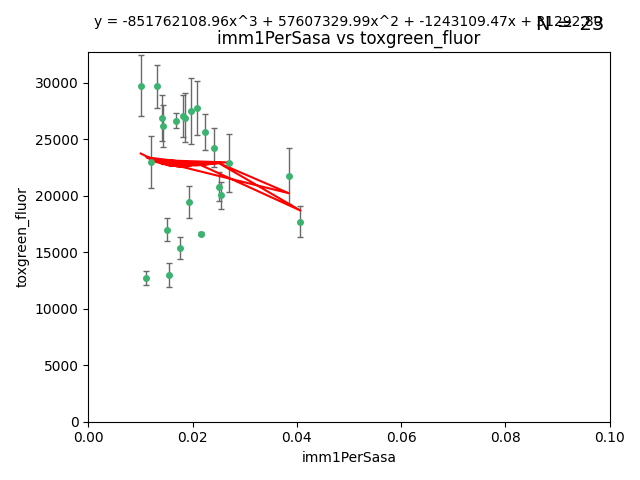 y = -851762108.96x^3 + 57607329.99x^2 + -1243109.47x +
N = 23
imm1PerSasa vs toxgreen_fluor
30000
25000
20000
15000
10000
5000
0
toxgreen_fluor
0.00 0.02 0.04 0.06 0.08 0.10
imm1PerSasa